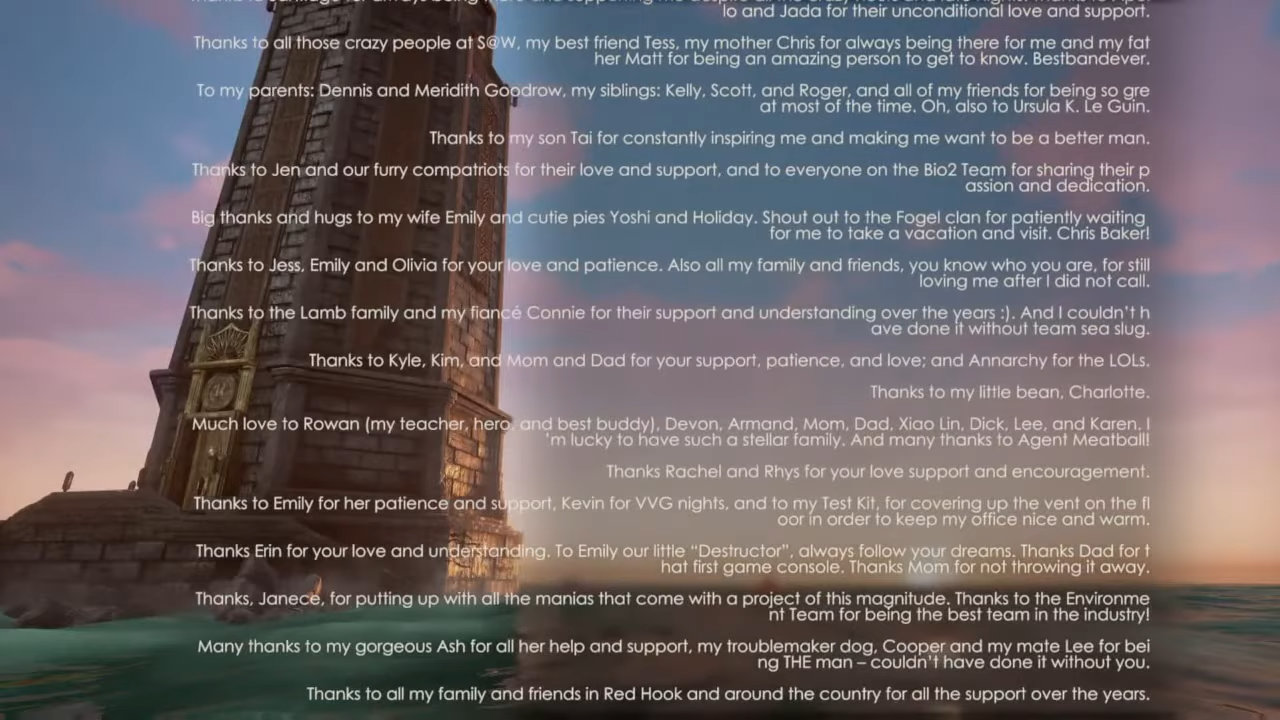 lo and Jada for their unconditional love and support.
Thanks to all those crazy people at S@W, my best friend Tess, my mother Chris for always being there for me and my fat
her Matt for being an amazing person to get to know. Bestbandever.
To my parents: Dennis and Meridith Goodrow, my siblings: Kelly, Scott, and Roger, and all of my friends for being so gre
at most of the time. Oh, also to Ursula K. Le Guin.
Thanks to my son Tai for constantly inspiring me and making me want to be a better man.
Thanks to Jen and our furry compatriots for their love and support, and to everyone on the Bio2 Team for sharing their p
assion and dedication.
Big thanks and hugs to my wife Emily and cutie pies Yoshi and Holiday. Shout out to the Fogel clan for patiently waiting
for me to take a vacation and visit. Chris Baker!
Thanks to Jess, Emily and Olivia for your love and patience. Also all my family and friends, you know who you are, for still
loving me after I did not call.
Thanks to the Lamb family and my fiancé Connie for their support and understanding over the years :). And I couldn't h
ave done it without team sea slug.
Thanks to Kyle, Kim, and Mom and Dad for your support, patience, and love; and Annarchy for the LOLs.
Thanks to my little bean, Charlotte.
Much love to Rowan (my teacher, hero, and best buddy), Devon, Armand, Mom, Dad, Xiao Lin, Dick, Lee, and Karen. I
'm lucky to have such a stellar family. And many thanks to Agent Meatball!
Thanks Rachel and Rhys for your love support and encouragement.
Thanks to Emily for her patience and support, Kevin for VVG nights, and to my Test Kit, for covering up the vent on the fl
oor in order to keep my office nice and warm.
Thanks Erin for your love and understanding. To Emily our little “Destructor”, always follow your dreams. Thanks Dad for t
hat first game console. Thanks Mom for not throwing it away.
Thanks, Janece, for putting up with all the manias that come with a project of this magnitude. Thanks to the Environme
nt Team for being the best team in the industry!
Many thanks to my gorgeous Ash for all her help and support, my troublemaker dog, Cooper and my mate Lee for bei
ng THE man – couldn't have done it without you.
Thanks to all my family and friends in Red Hook and around the country for all the support over the years.